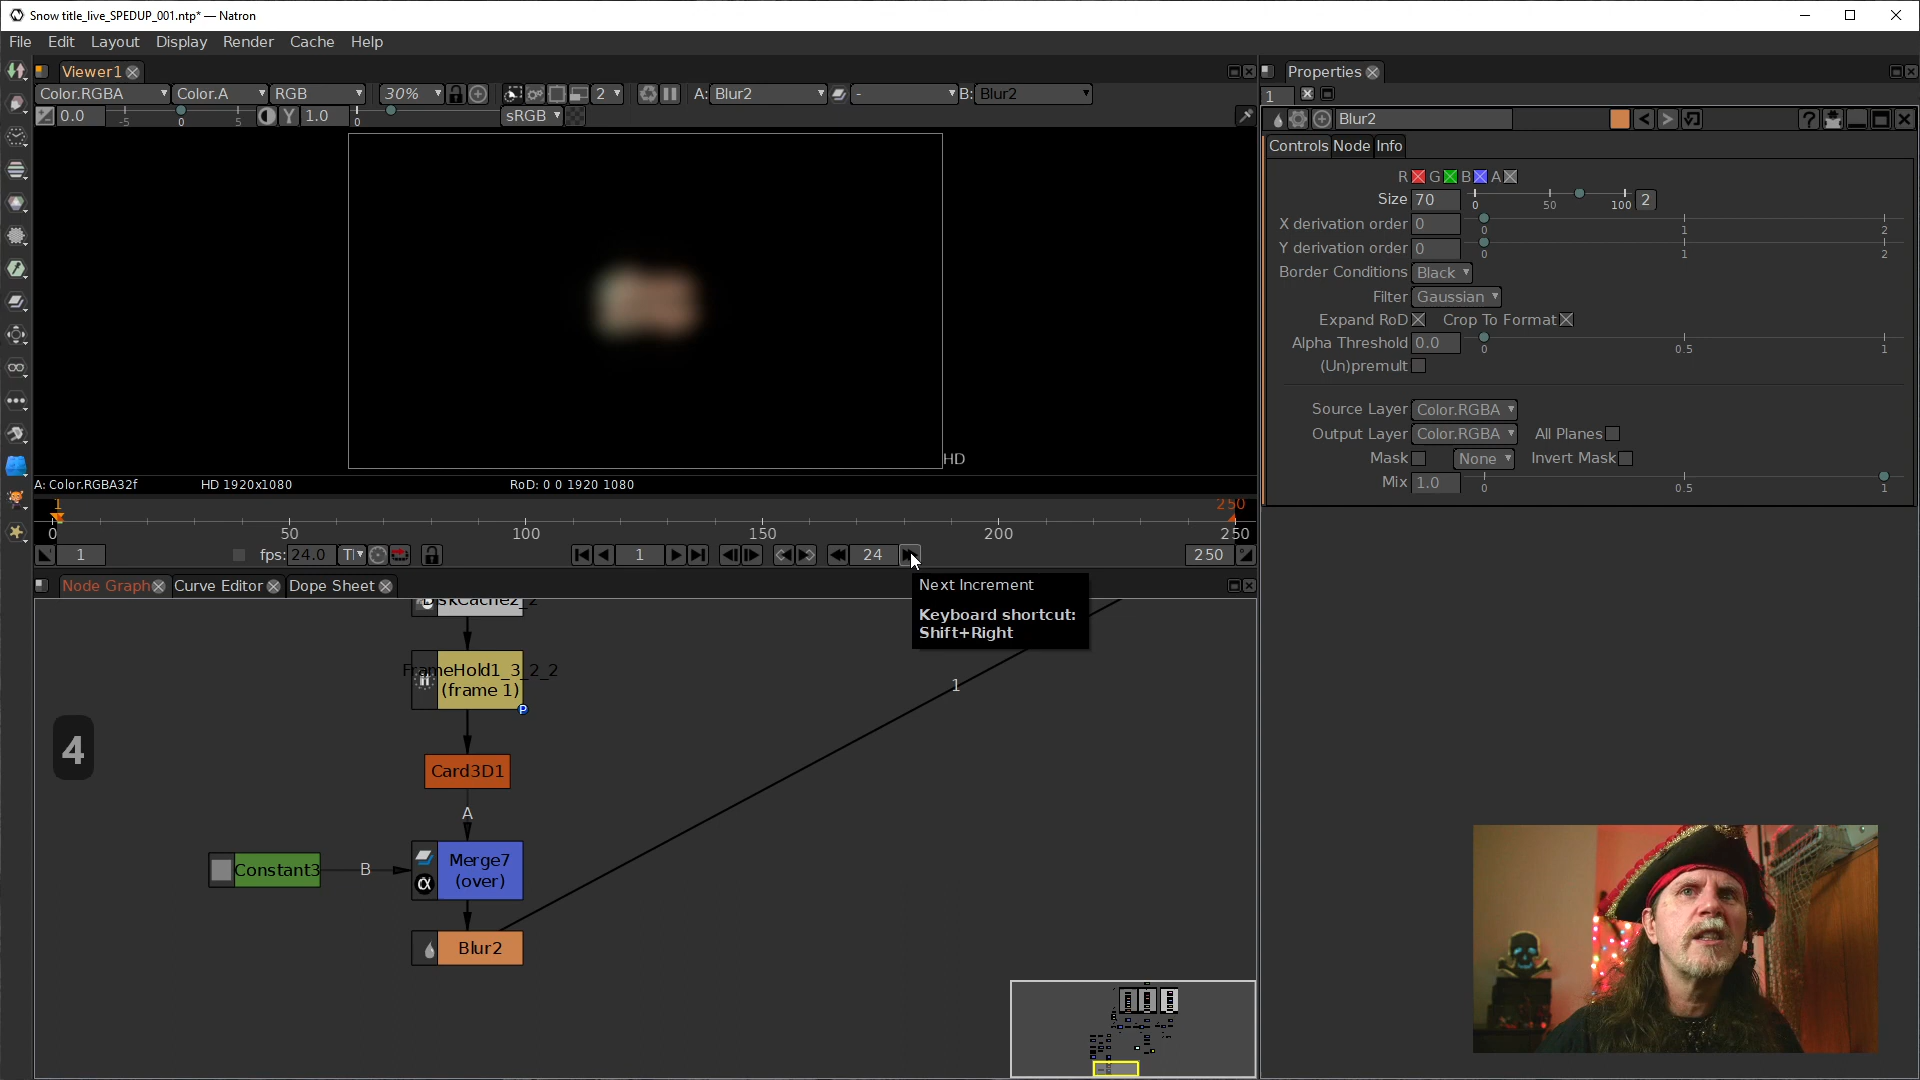 Snow title_live_SPEDUP_001.ntp* — Natron
File Edit Layout Display Render Cache Help
Viewer1
Properties
Color.RGBA Color.A RGB 30% 2 A: Blur2 - B: Blur2
1
0.0 -5 0 5 Y 1.0 0 sRGB
Blur2 < > ?
Controls Node Info
R G B A
Size 70 0 50 100 2
X derivation order 0 0 1 2
Y derivation order 0 0 1 2
Border Conditions Black
Filter Gaussian
Expand RoD Crop To Format
Alpha Threshold 0.0 0 0.5 1
(Un)premult
Source Layer Color.RGBA
Output Layer Color.RGBA All Planes
Mask None Invert Mask
Mix 1.0 0 0.5 1
HD
A: Color.RGBA32f HD 1920x1080 RoD: 0 0 1920 1080
1 250
0 50 100 150 200 250
1 fps: 24.0 1 24 250
Node Graph Curve Editor Dope Sheet
Next Increment
Keyboard shortcut:
Shift+Right
FrameHold1_3_2_2
(frame 1)
P
1
4
Card3D1
A
Constant3 B Merge7
(over)
α
Blur2